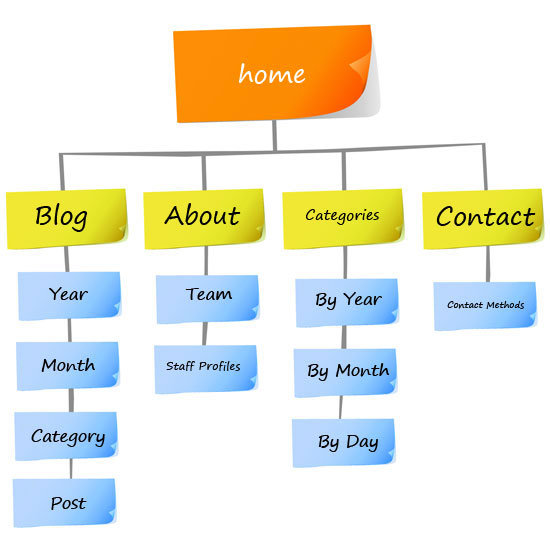 home
Blog
About
Categories
Contact
Year
Team
By Year
Contact Methods
Month
Staff Profiles
By Month
Category
By Day
Post